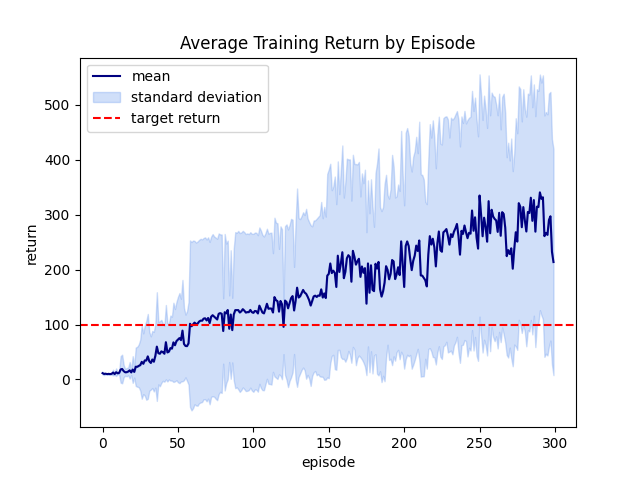 Average Training Return by Episode
mean
standard deviation
target return
return
500
400
300
200
100
0
0 50 100 150 200 250 300
episode